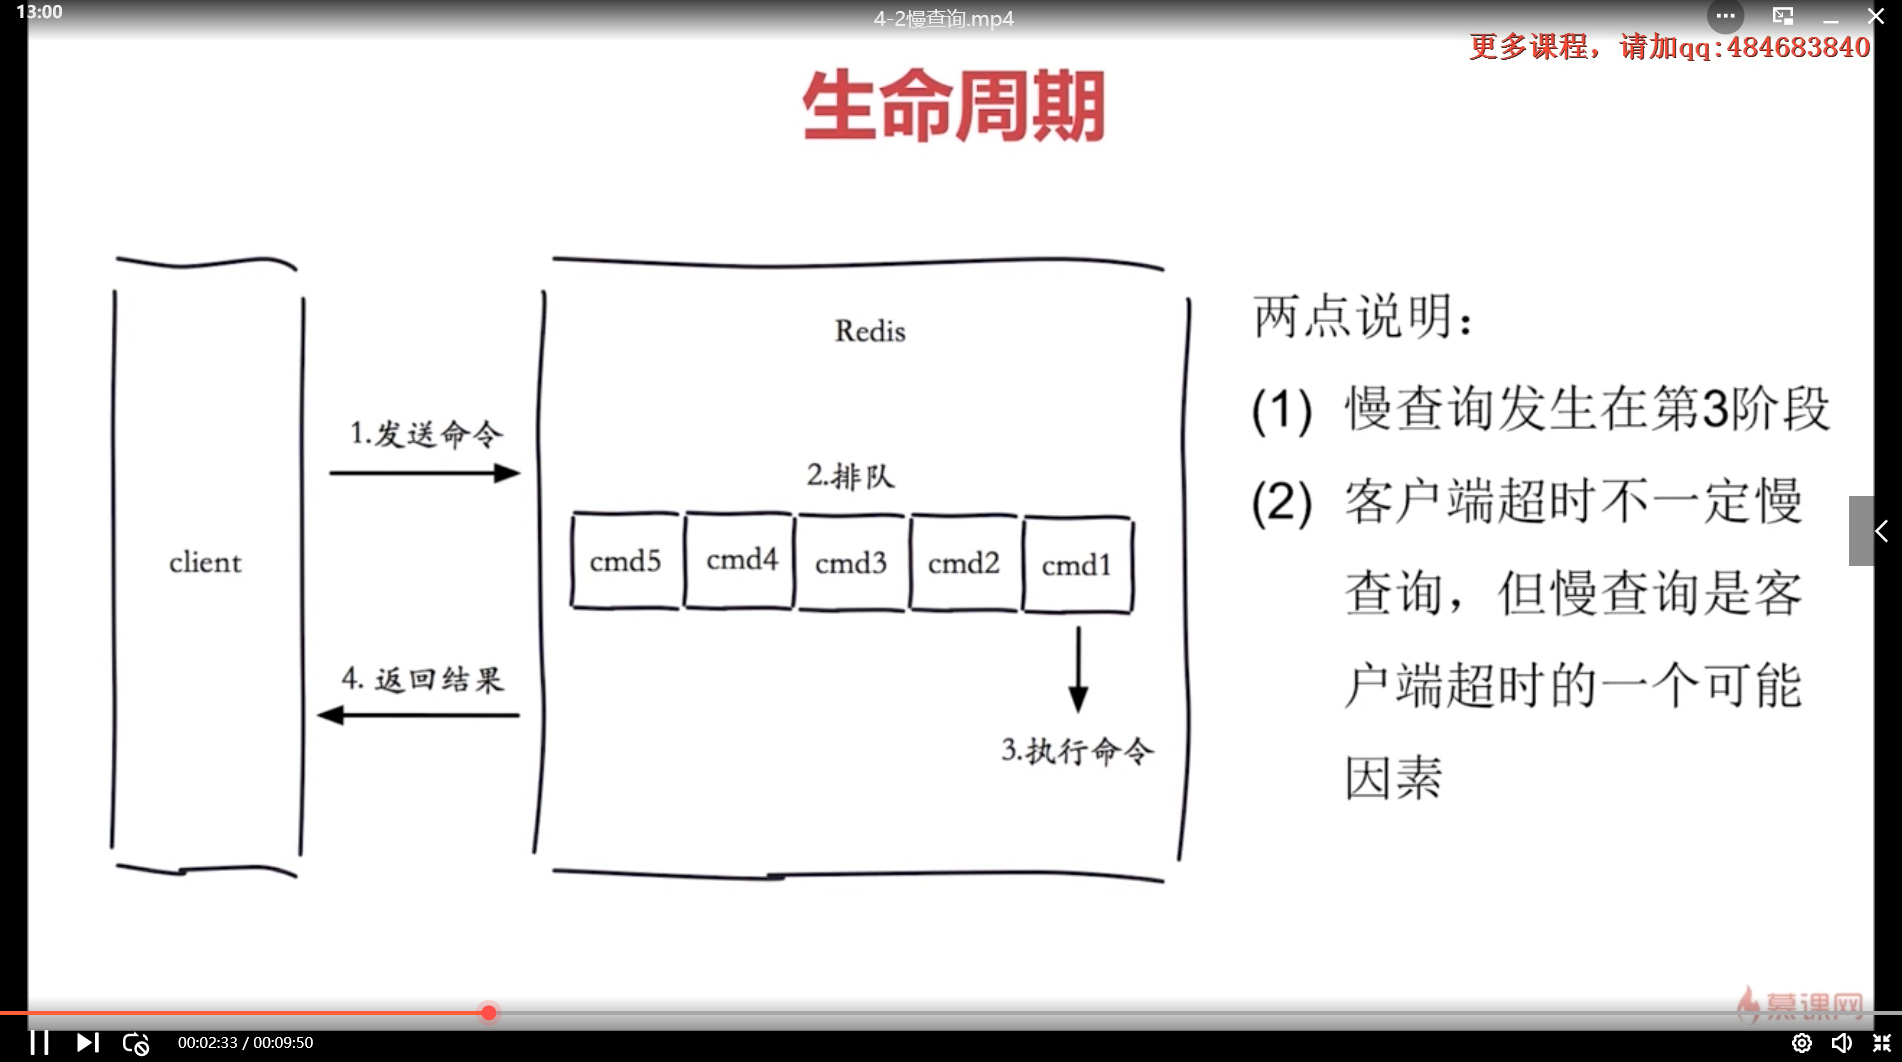 13:00
4-2慢查询.mp4
更多课程，请加qq:484683840
生命周期
Redis
两点说明：
(1) 慢查询发生在第3阶段
1.发送命令
2.排队
(2) 客户端超时不一定慢
client
cmd5 cmd4 cmd3 cmd2 cmd1
查询，但慢查询是客
4. 返回结果
户端超时的一个可能
3.执行命令
因素
慕课网
00:02:33 / 00:09:50